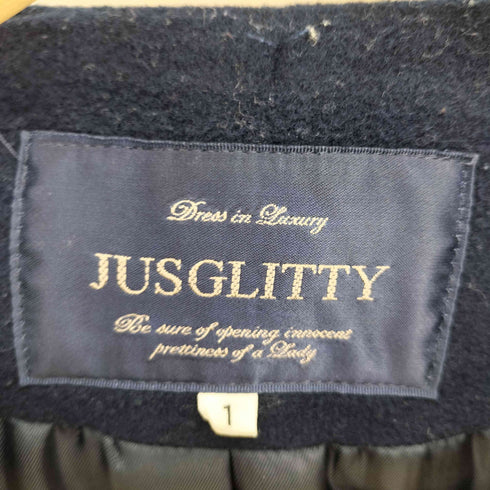 Dress in Luxury
JUSGLITTY
Be sure of opening innocent
prettiness of a Lady
1